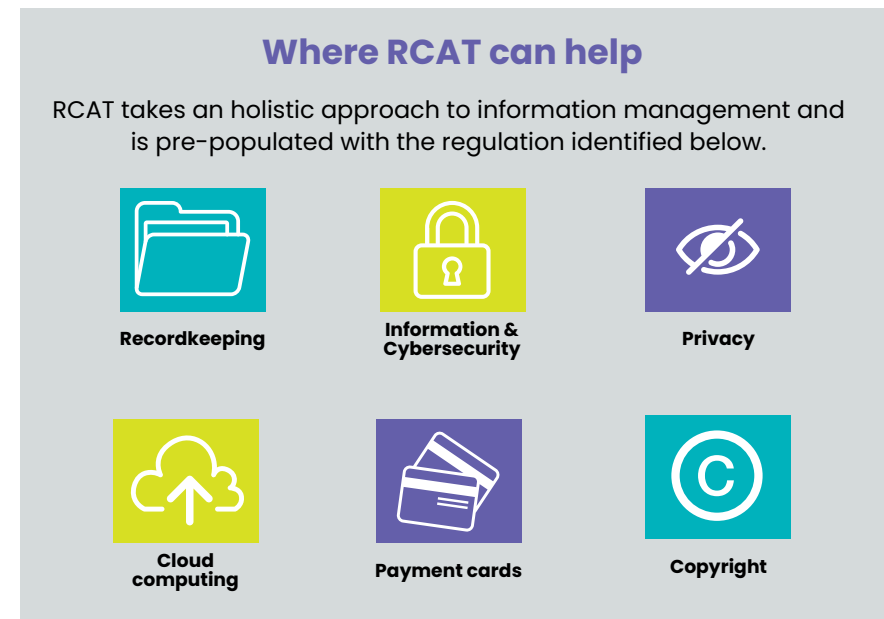 Where RCAT can help
RCAT takes an holistic approach to information management and
is pre-populated with the regulation identified below.
Recordkeeping
Information &
Cybersecurity
Privacy
C
Cloud
computing
Payment cards
Copyright